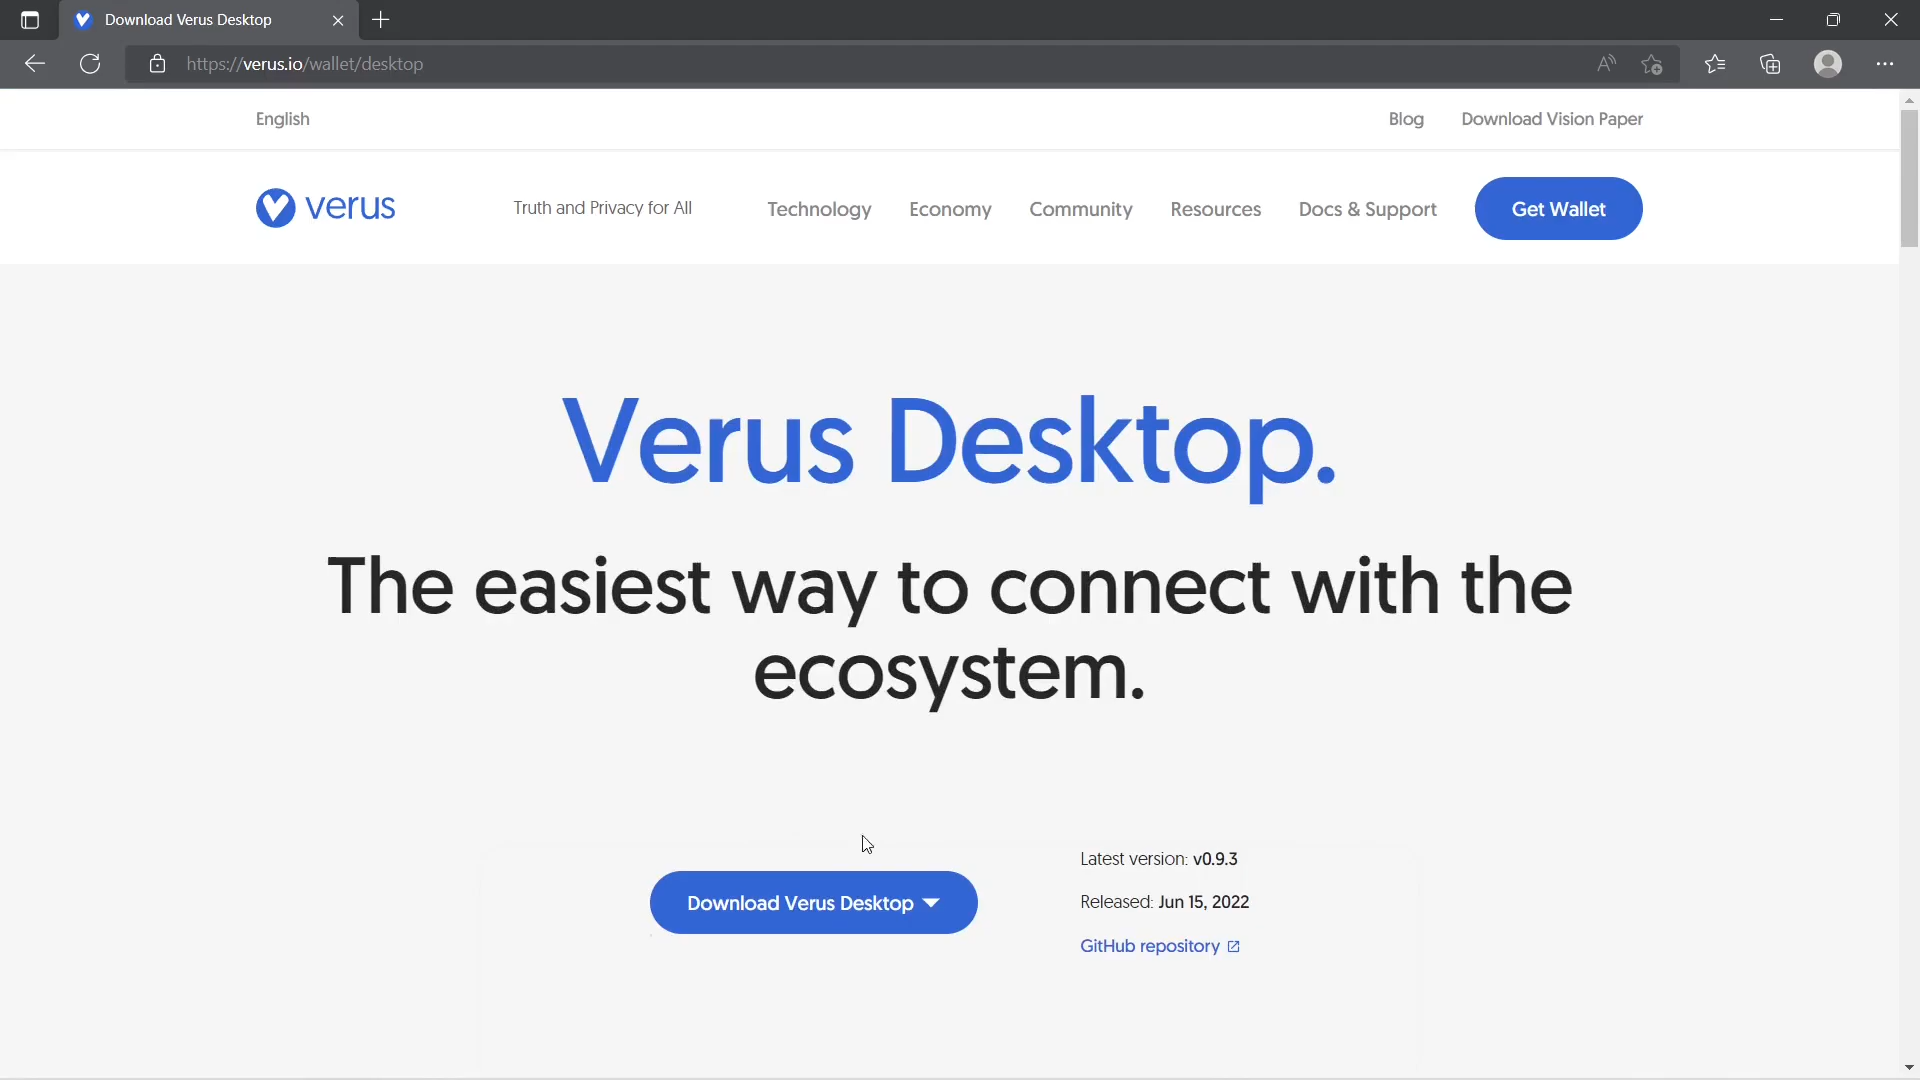 Download Verus Desktop
https://verus.io/wallet/desktop
English
Blog
Download Vision Paper
verus
Truth and Privacy for All
Technology
Economy
Community
Resources
Docs & Support
Get Wallet
Verus Desktop.
The easiest way to connect with the
ecosystem.
Download Verus Desktop
Latest version: v0.9.3
Released: Jun 15, 2022
GitHub repository